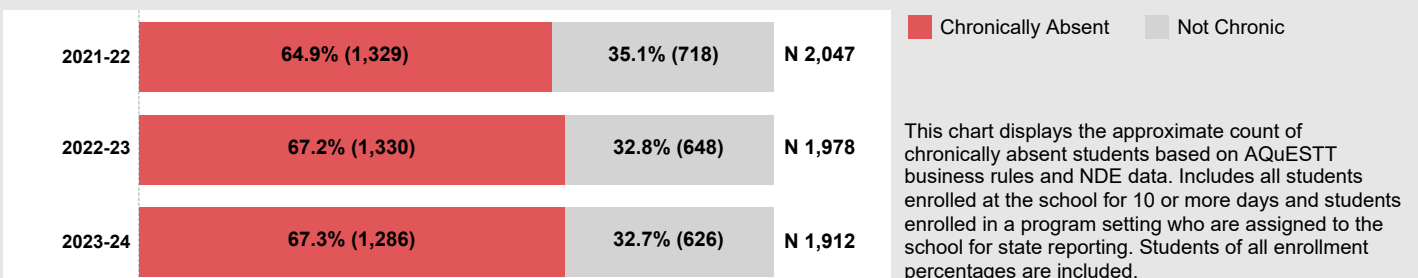 Chronically Absent Not Chronic
2021-22 64.9% (1,329) 35.1% (718) N 2,047
2022-23 67.2% (1,330) 32.8% (648) N 1,978
2023-24 67.3% (1,286) 32.7% (626) N 1,912
This chart displays the approximate count of
chronically absent students based on AQuESTT
business rules and NDE data. Includes all students
enrolled at the school for 10 or more days and students
enrolled in a program setting who are assigned to the
school for state reporting. Students of all enrollment
percentages are included.